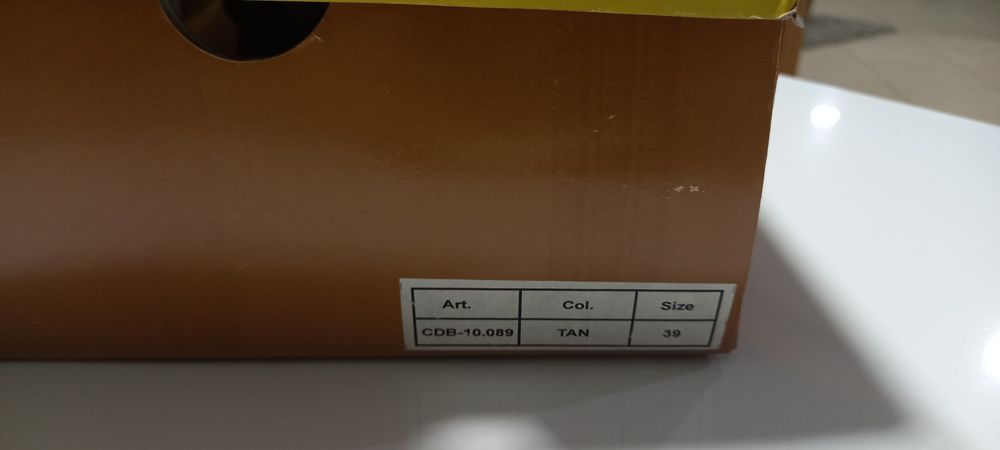 Art. Col. Size
CDB-10.089 TAN 39